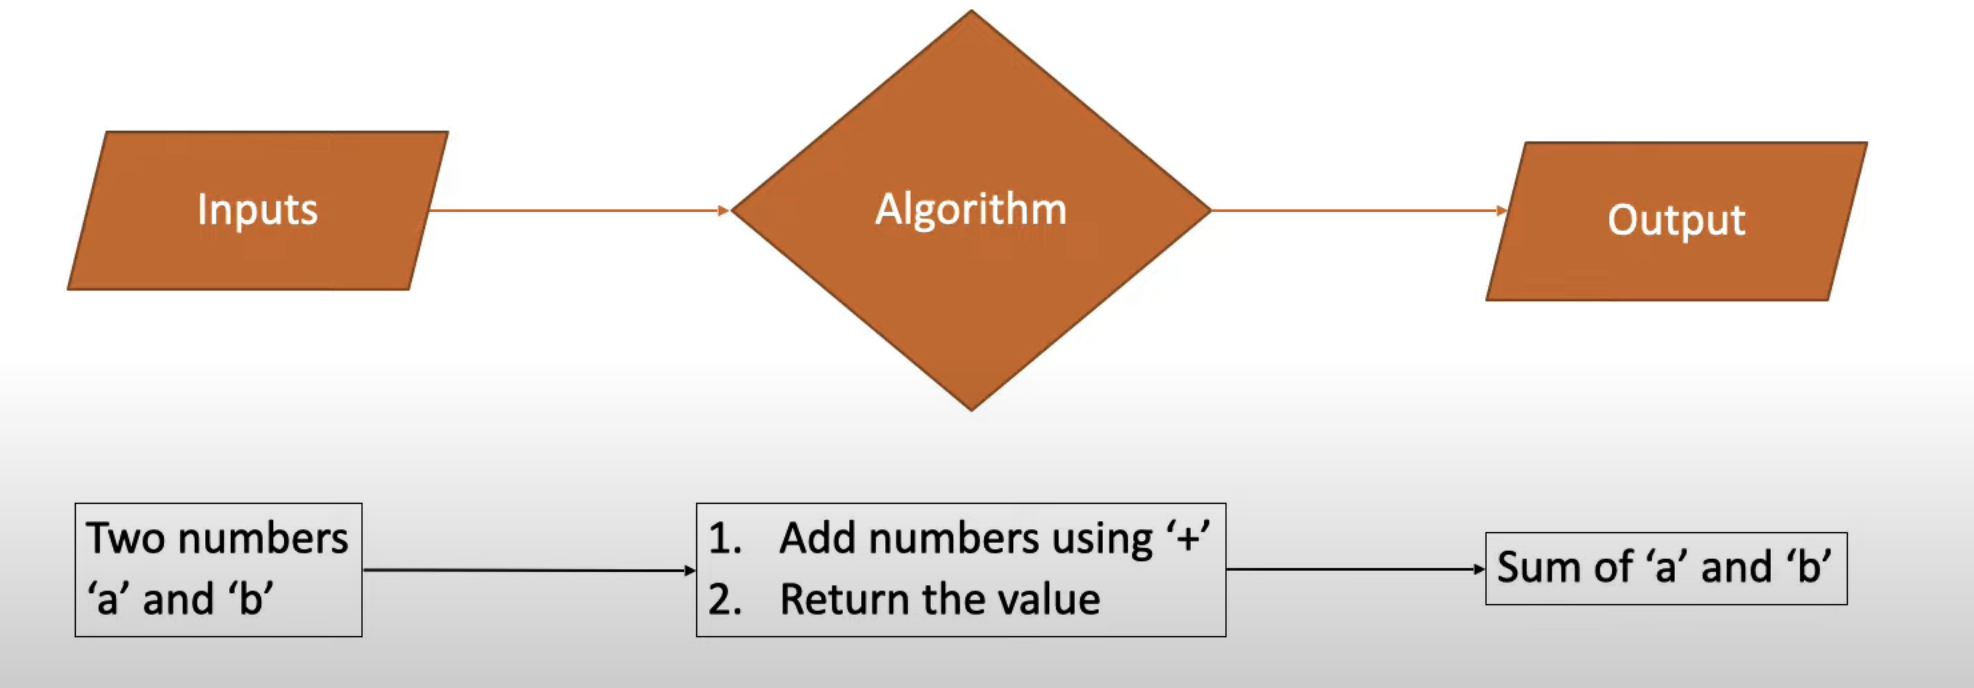 Inputs
Algorithm
Output
Two numbers
‘a’ and ‘b’
1. Add numbers using ‘+’
2. Return the value
Sum of ‘a’ and ‘b’